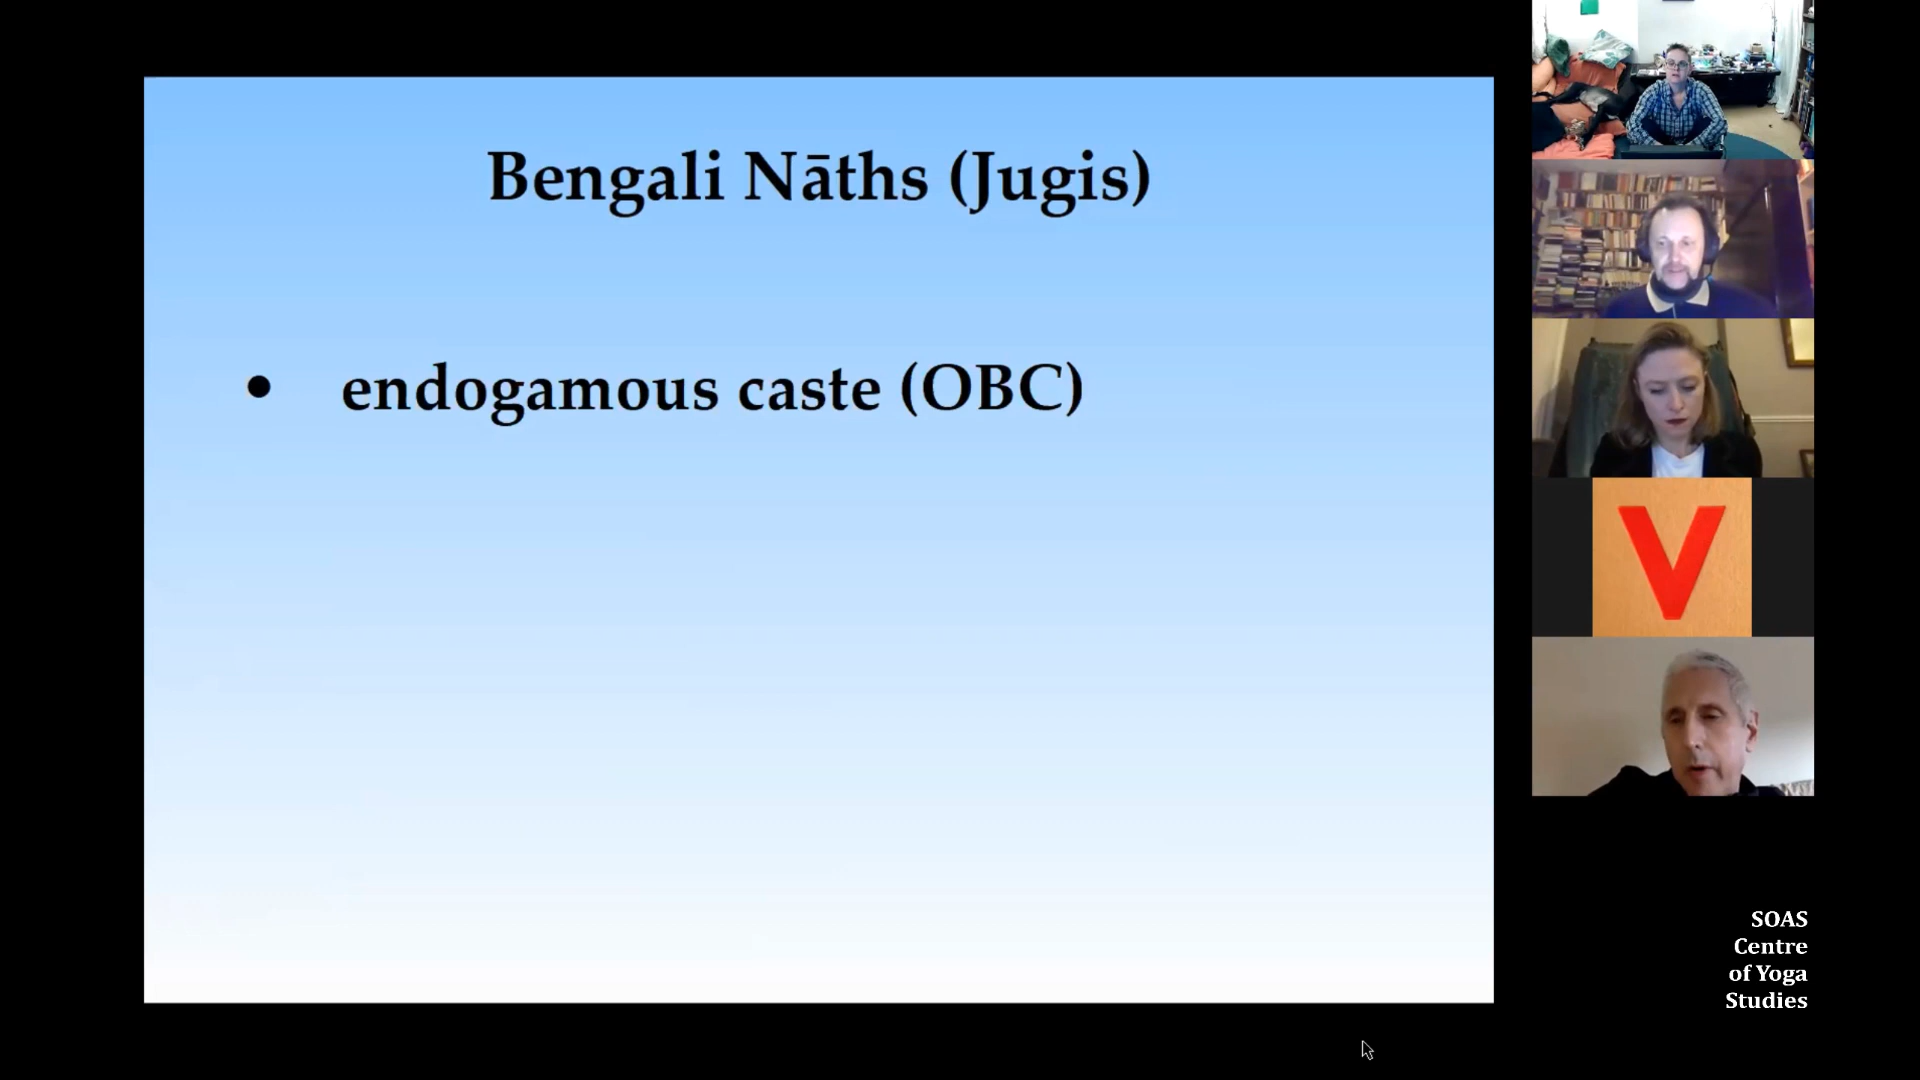 Bengali Nāths (Jugis)
• endogamous caste (OBC)
V
SOAS
Centre
of Yoga
Studies